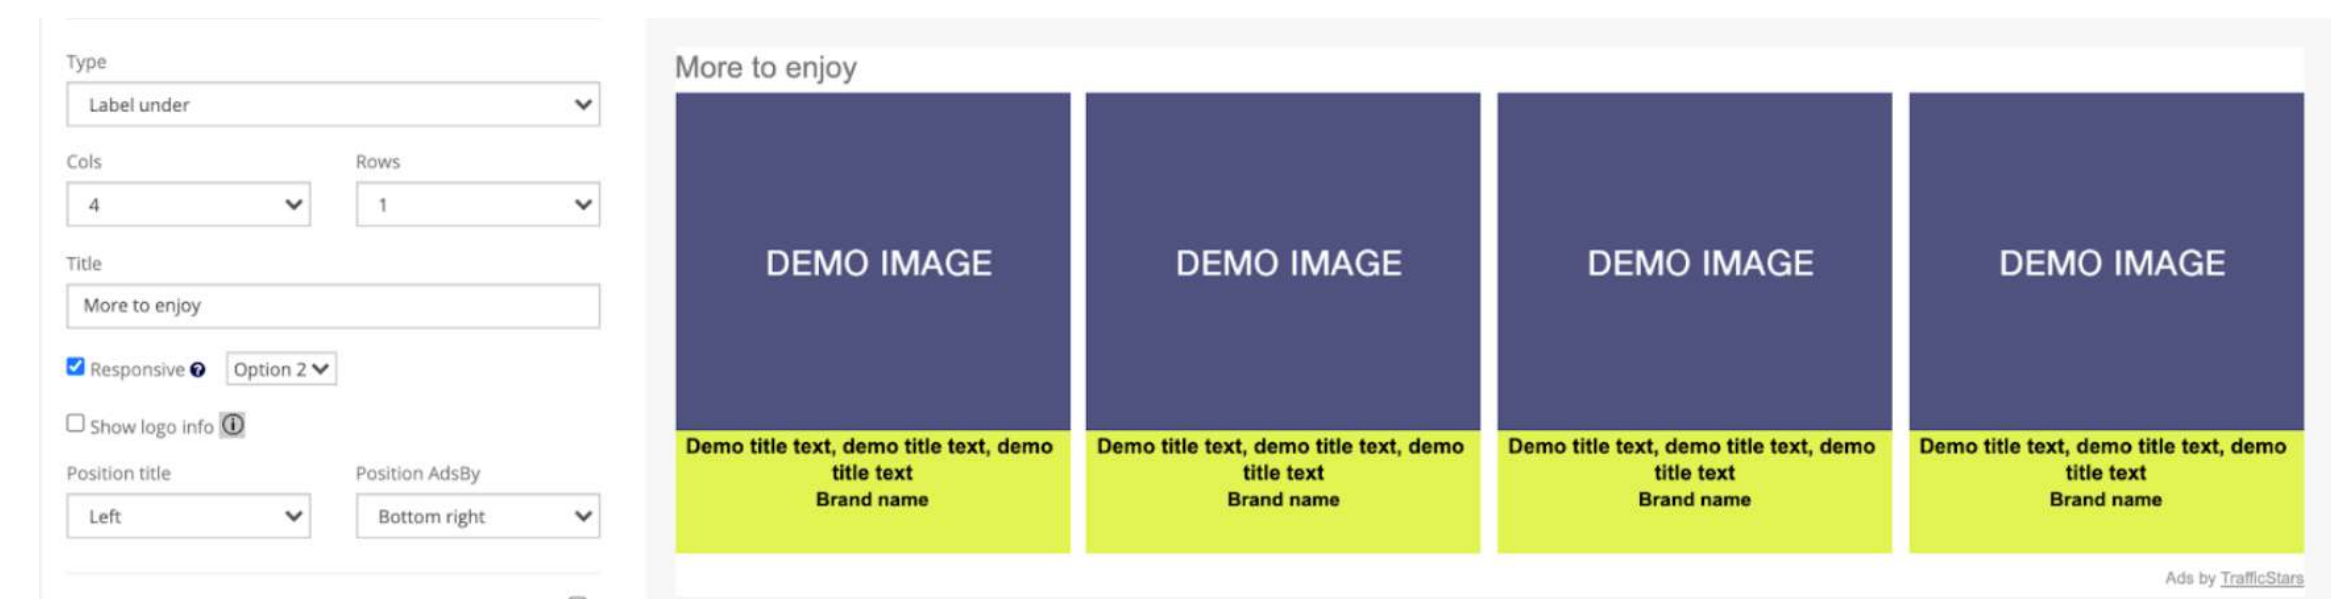 Type
Label under
Cols
Rows
4
1
Title
More to enjoy
Responsive
Option 2
Show logo info
Position title
Position AdsBy
Left
Bottom right
More to enjoy
DEMO IMAGE
DEMO IMAGE
DEMO IMAGE
DEMO IMAGE
Demo title text, demo title text, demo
title text
Brand name
Demo title text, demo title text, demo
title text
Brand name
Demo title text, demo title text, demo
title text
Brand name
Demo title text, demo title text, demo
title text
Brand name
Ads by TrafficStars